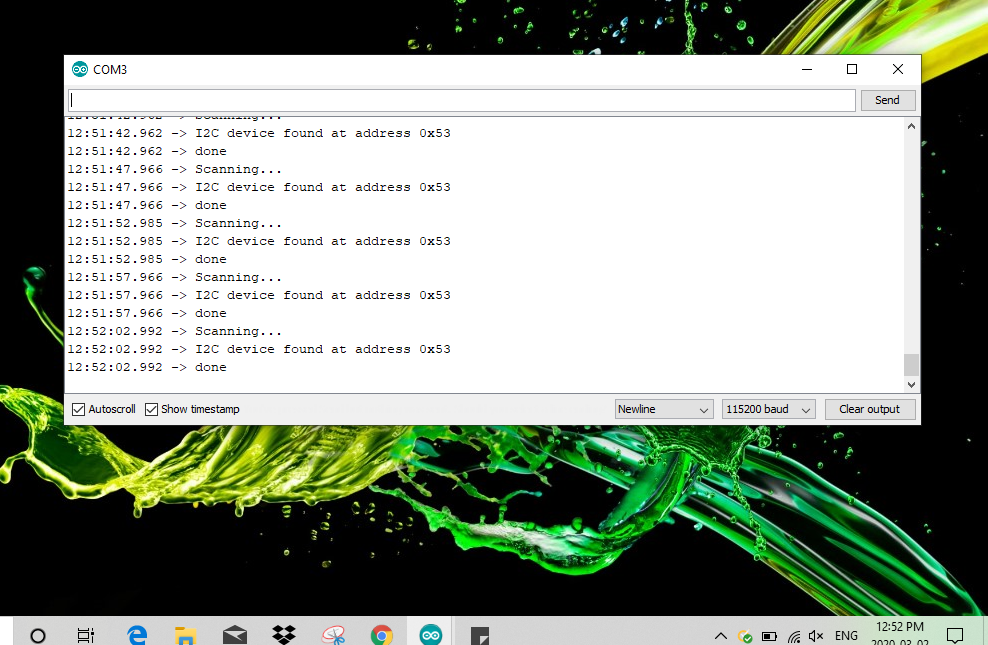 COM3
Send
12:51:42.962 -> Scanning...
12:51:42.962 -> I2C device found at address 0x53
12:51:42.962 -> done
12:51:47.966 -> Scanning...
12:51:47.966 -> I2C device found at address 0x53
12:51:47.966 -> done
12:51:52.985 -> Scanning...
12:51:52.985 -> I2C device found at address 0x53
12:51:52.985 -> done
12:51:57.966 -> Scanning...
12:51:57.966 -> I2C device found at address 0x53
12:51:57.966 -> done
12:52:02.992 -> Scanning...
12:52:02.992 -> I2C device found at address 0x53
12:52:02.992 -> done
Autoscroll Show timestamp Newline 115200 baud Clear output
ENG 12:52 PM
2020-03-02